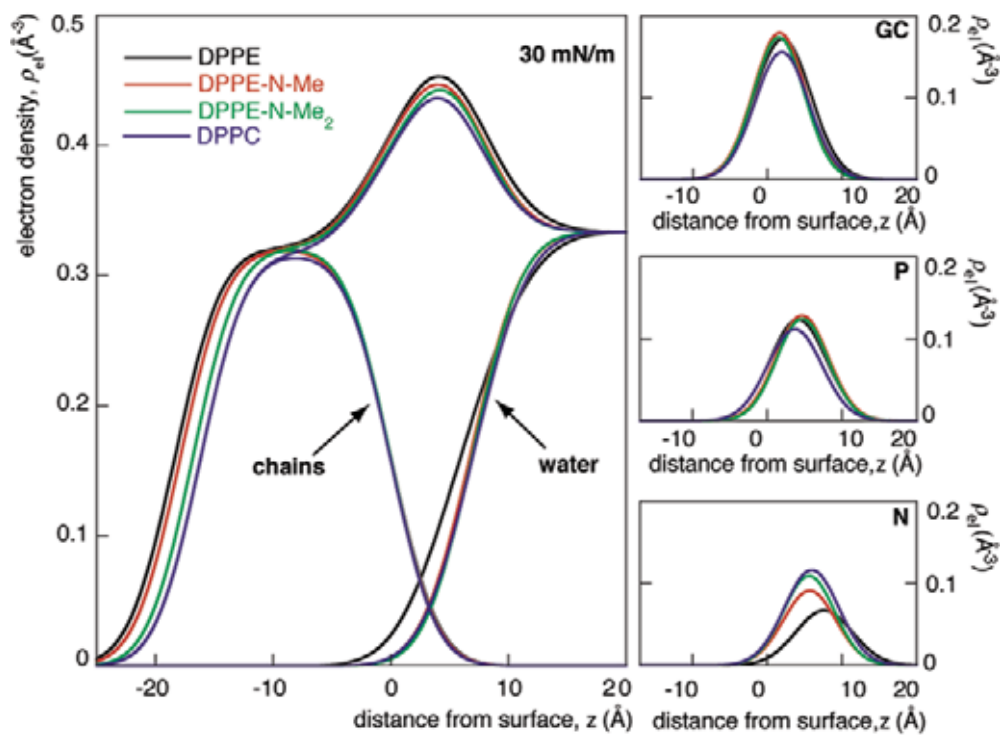 electron density, ρel(Å-3)
0.5
0.4
0.3
0.2
0.1
0
DPPE
DPPE-N-Me
DPPE-N-Me2
DPPC
30 mN/m
chains
water
-20
-10
0
10
20
distance from surface, z (Å)
GC
0.2
0.1
0
ρel(Å-3)
-10
0
10
20
distance from surface,z (Å)
P
0.2
0.1
0
ρel(Å-3)
-10
0
10
20
distance from surface,z (Å)
N
0.2
0.1
0
ρel(Å-3)
-10
0
10
20
distance from surface,z (Å)